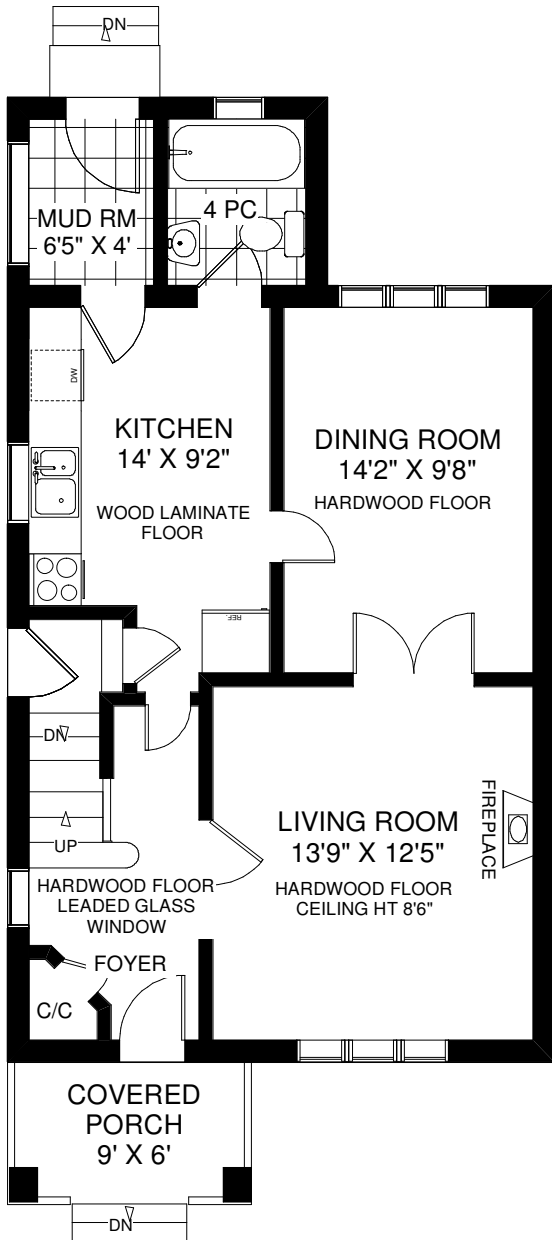 DN
MUD RM
6'5" X 4'
4 PC
DW
KITCHEN
14' X 9'2"
WOOD LAMINATE
FLOOR
DINING ROOM
14'2" X 9'8"
HARDWOOD FLOOR
REF.
DN
UP
HARDWOOD FLOOR
LEADED GLASS
WINDOW
FOYER
C/C
LIVING ROOM
13'9" X 12'5"
HARDWOOD FLOOR
CEILING HT 8'6"
FIREPLACE
COVERED
PORCH
9' X 6'
DN